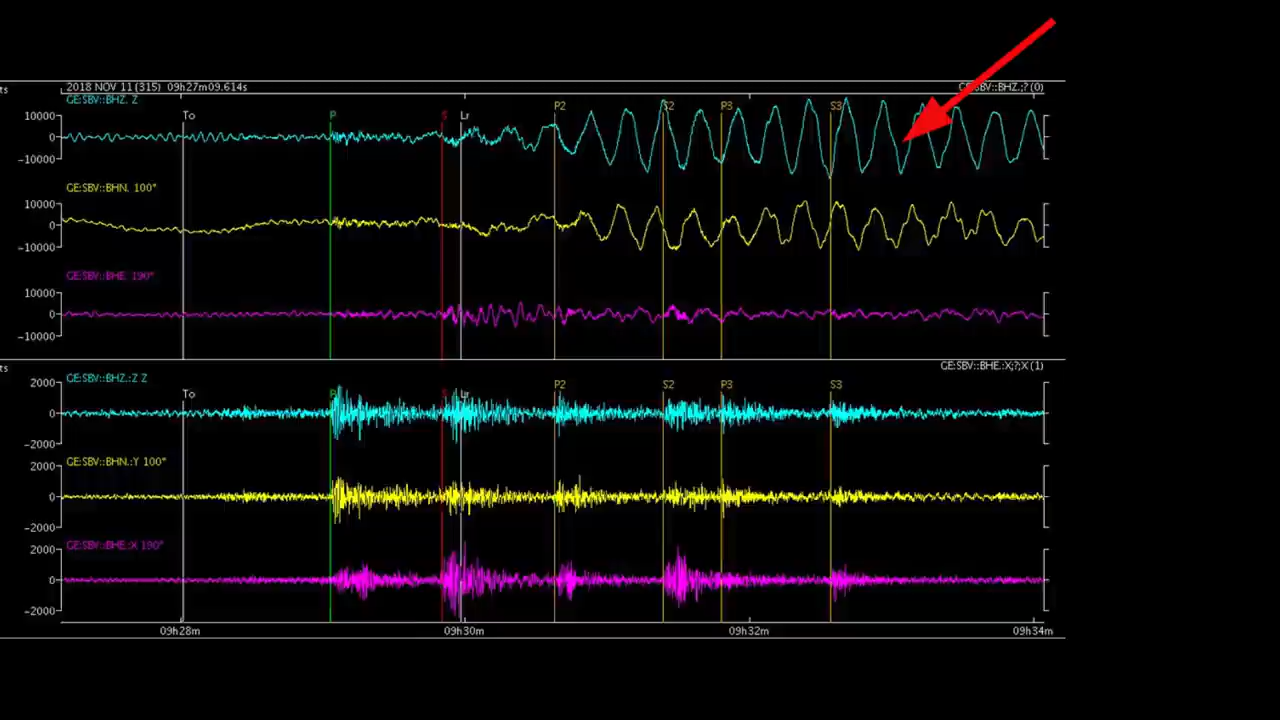 ts 2018 NOV 11 (315) 09h27m09.614s GE:SBV::BHZ.;? (0)
GE:SBV::BHZ. Z
To P S Lr P2 S2 P3 S3
10000
0
−10000
GE:SBV::BHN. 100°
10000
0
−10000
GE:SBV::BHE. 190°
10000
0
−10000
ts GE:SBV::BHE.:X;?;X (1)
GE:SBV::BHZ.:Z Z
To P S Lr P2 S2 P3 S3
2000
0
−2000
GE:SBV::BHN.:Y 100°
2000
0
−2000
GE:SBV::BHE.:X 190°
2000
0
−2000
09h28m 09h30m 09h32m 09h34m